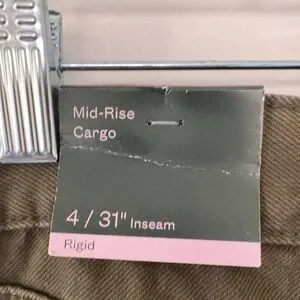 Mid-Rise
Cargo
4 / 31" Inseam
Rigid